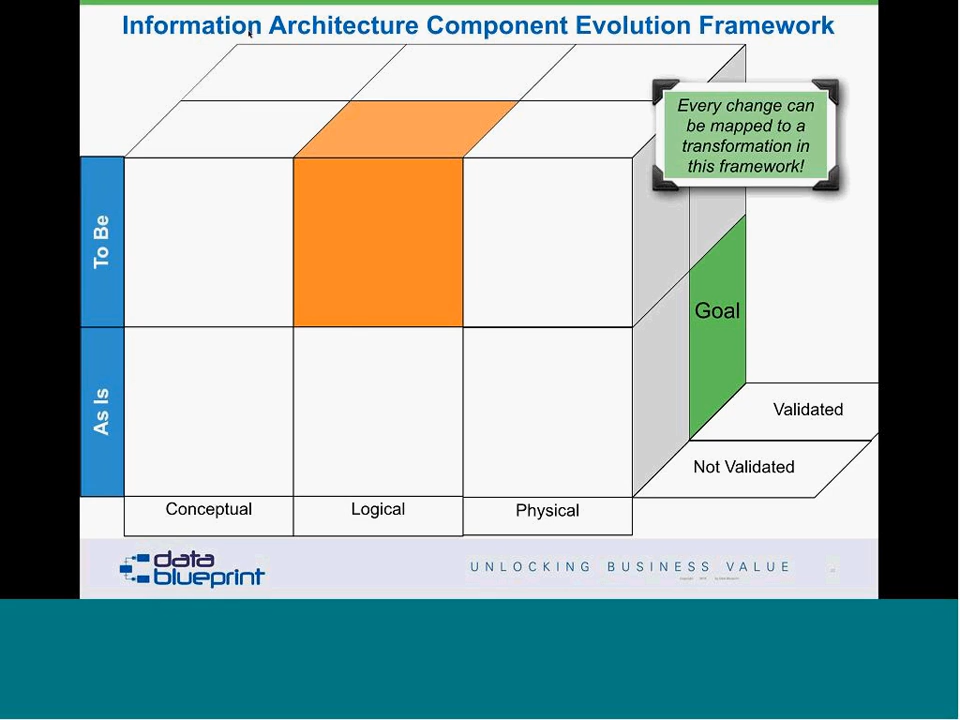 Information Architecture Component Evolution Framework
Every change can
be mapped to a
transformation in
this framework!
To Be
Goal
As Is
Validated
Not Validated
Conceptual
Logical
Physical
data
blueprint
UNLOCKING BUSINESS VALUE